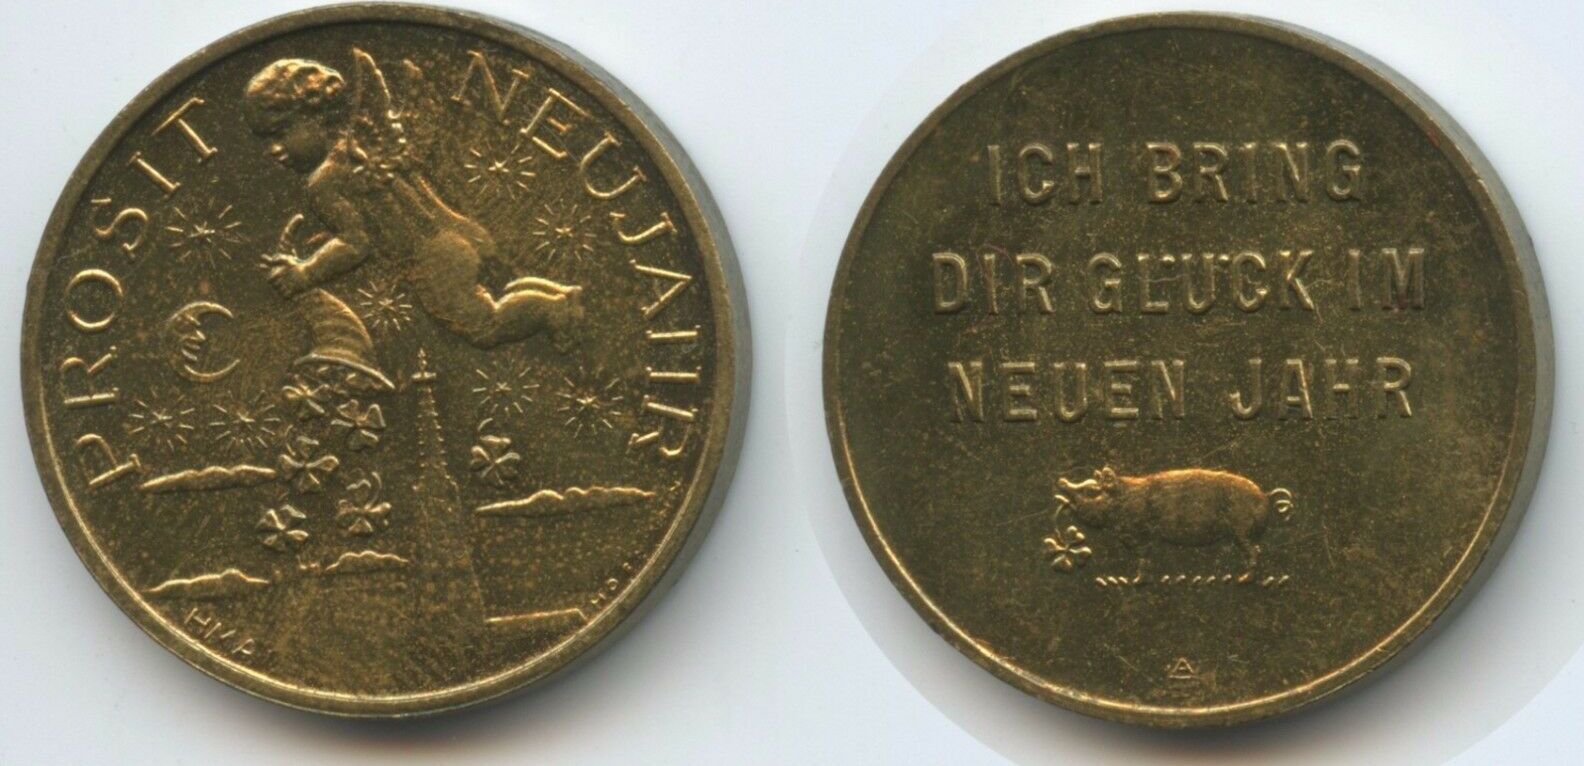 PROSIT NEUJAHR
HMA
ICH BRING
DIR GLÜCK IM
NEUEN JAHR